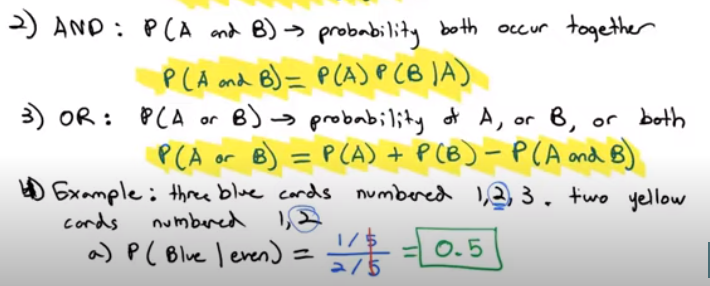 2) AND: P(A and B) → probability both occur together
P(A and B) = P(A) P(B|A)
3) OR: P(A or B) → probability of A, or B, or both
P(A or B) = P(A) + P(B) - P(A and B)
Example: three blue cards numbered 1,2,3. two yellow
cards numbered 1,2
a) P(Blue | even) = 1/5 / 2/5 = 0.5